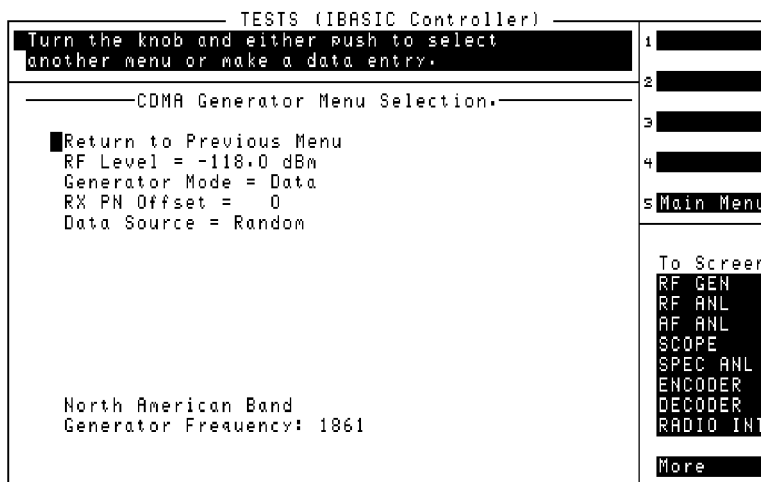 TESTS (IBASIC Controller)
Turn the knob and either push to select
another menu or make a data entry.
CDMA Generator Menu Selection.
Return to Previous Menu
RF Level = -118.0 dBm
Generator Mode = Data
RX PN Offset = 0
Data Source = Random
North American Band
Generator Frequency: 1861
1
2
3
4
5 Main Menu
To Screen
RF GEN
RF ANL
AF ANL
SCOPE
SPEC ANL
ENCODER
DECODER
RADIO INT
More